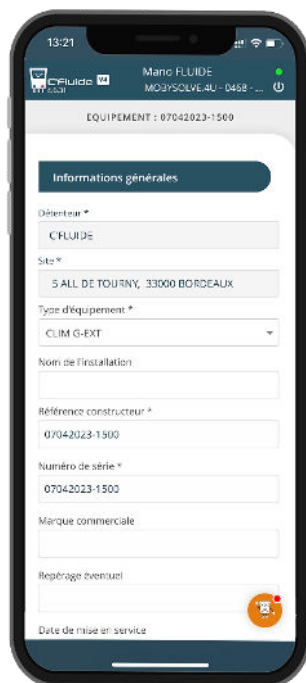 13:21
C'Fluide V4
Mano FLUIDE
MOBYSOLVE.4U - 0468 - ...
EQUIPEMENT : 07042023-1500
Informations générales
Détenteur *
C'FLUIDE
Site *
5 ALL DE TOURNY, 33000 BORDEAUX
Type d'équipement *
CLIM G-EXT
Nom de l'installation
Référence constructeur *
07042023-1500
Numéro de série *
07042023-1500
Marque commerciale
Repérage éventuel
Date de mise en service